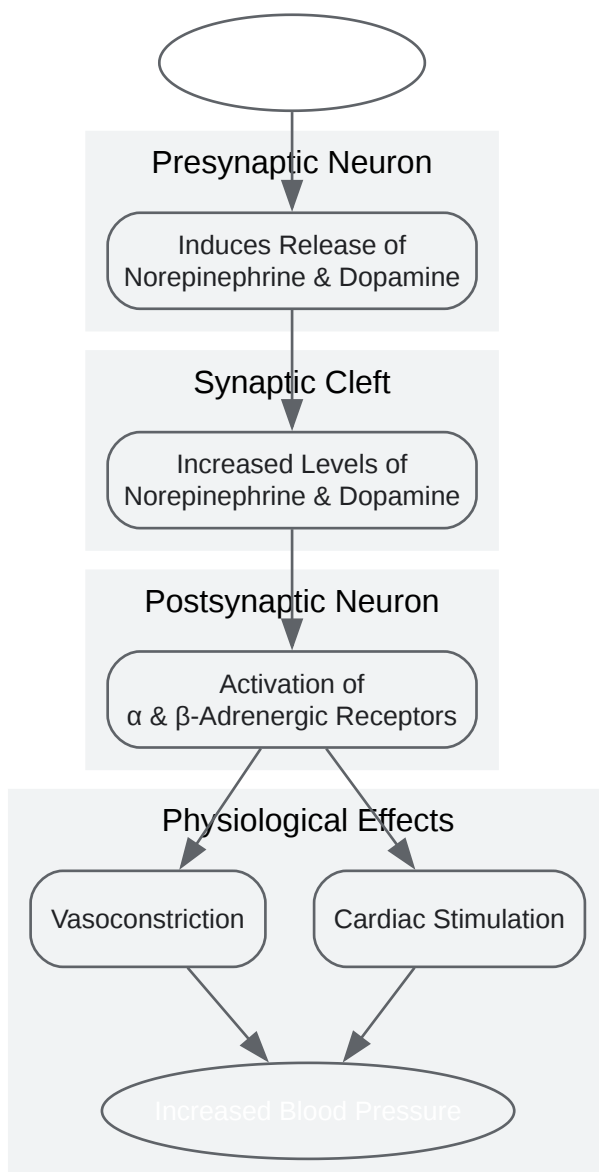 Presynaptic Neuron
Induces Release of
Norepinephrine & Dopamine
Synaptic Cleft
Increased Levels of
Norepinephrine & Dopamine
Postsynaptic Neuron
Activation of
α & β-Adrenergic Receptors
Physiological Effects
Vasoconstriction
Cardiac Stimulation
Increased Blood Pressure